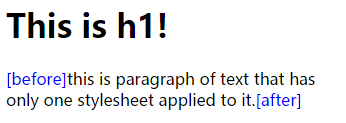 This is h1!
[before]this is paragraph of text that has
only one stylesheet applied to it.[after]